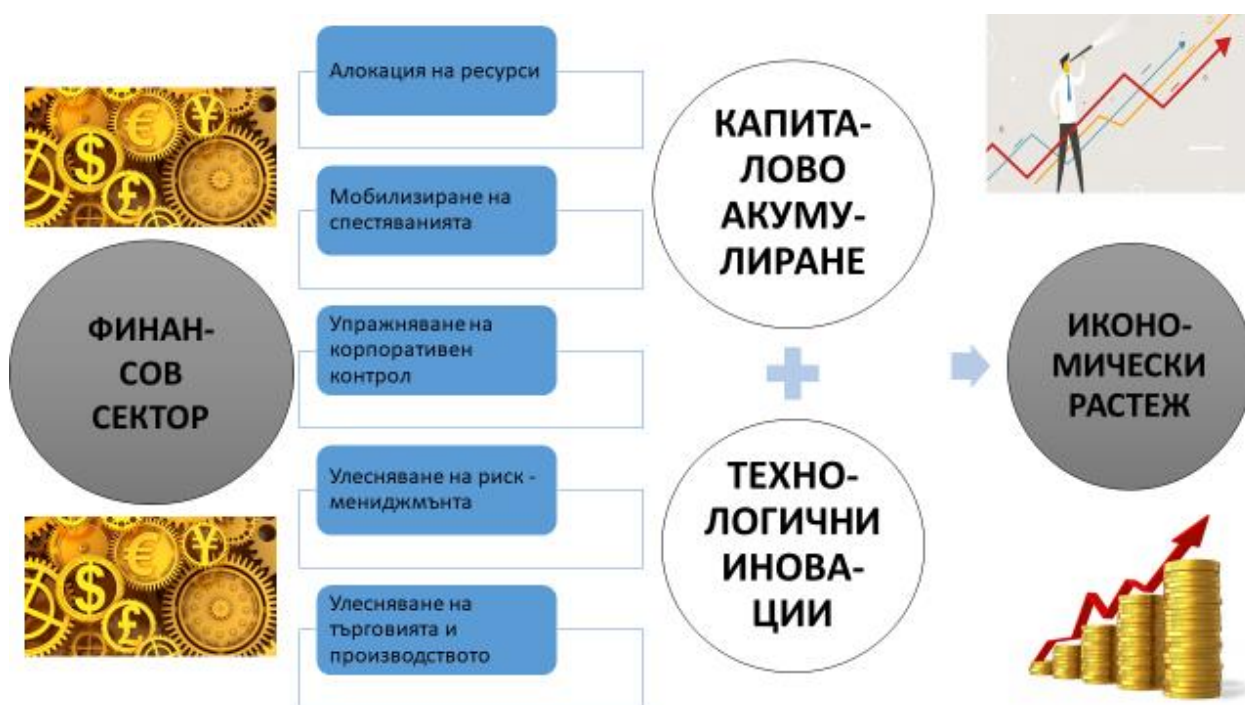 ФИНАН-
СОВ
СЕКТОР
Алокация на ресурси
Мобилизиране на
спестяванията
Упражняване на
корпоративен
контрол
Улесняване на риск -
мениджмънта
Улесняване на
търговията и
производството
КАПИТА-
ЛОВО
АКУМУ-
ЛИРАНЕ
ТЕХНО-
ЛОГИЧНИ
ИНОВА-
ЦИИ
ИКОНО-
МИЧЕСКИ
РАСТЕЖ